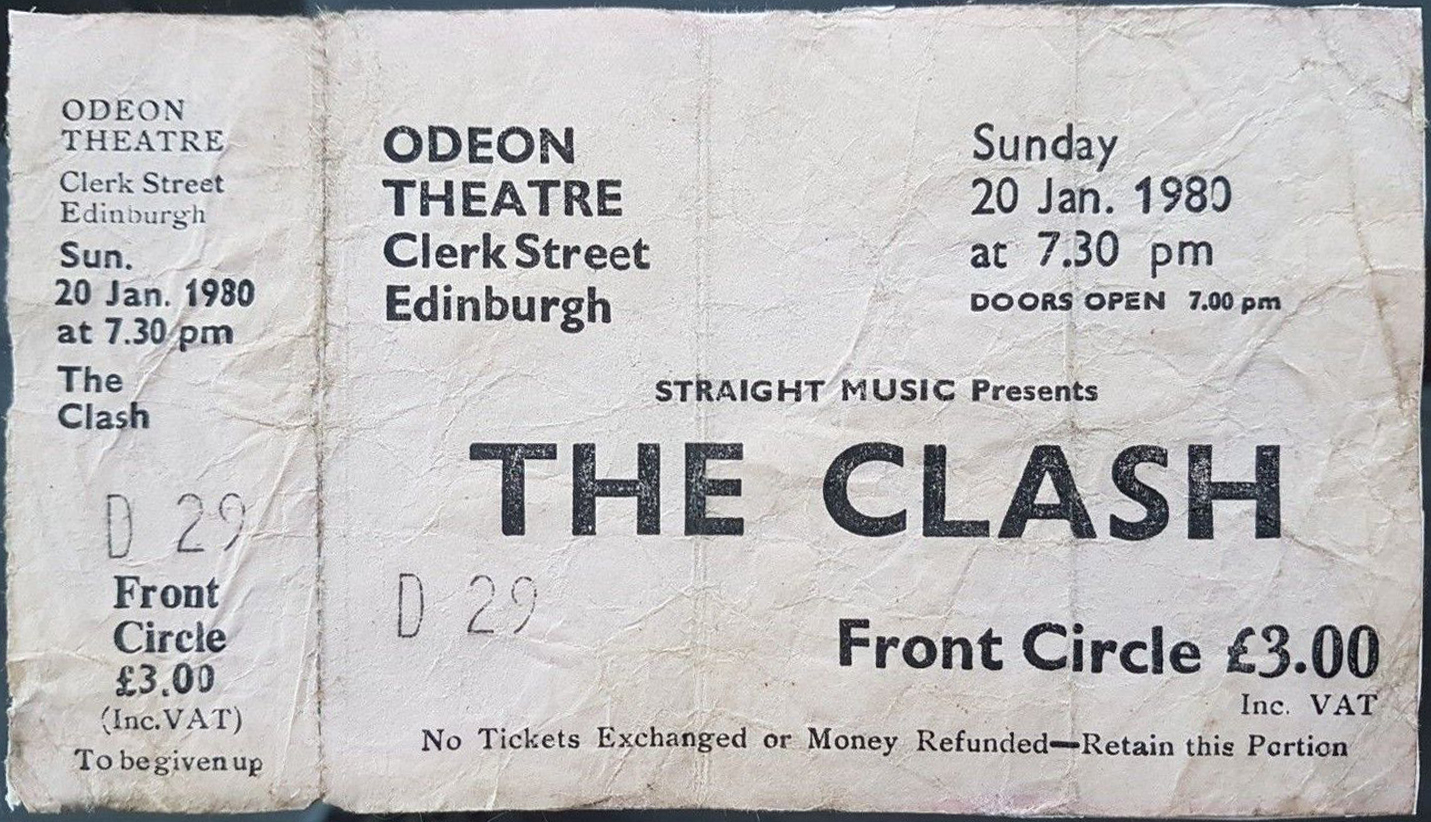 ODEON
THEATRE
Clerk Street
Edinburgh
Sun.
20 Jan. 1980
at 7.30 pm
The
Clash
D 29
Front
Circle
£3.00
(Inc. VAT)
To be given up
ODEON
THEATRE
Clerk Street
Edinburgh
Sunday
20 Jan. 1980
at 7.30 pm
DOORS OPEN 7.00 pm
STRAIGHT MUSIC Presents
THE CLASH
D 29
Front Circle £3.00
Inc. VAT
No Tickets Exchanged or Money Refunded—Retain this Portion